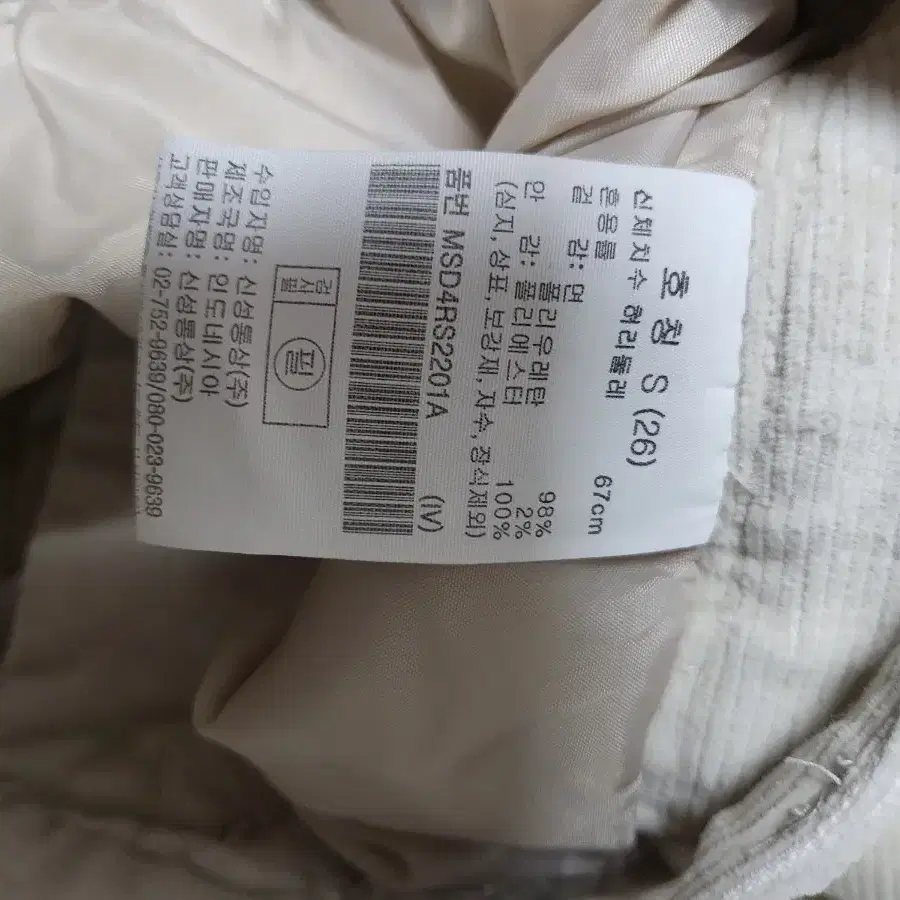 호칭 S (26)
신체치수 허리둘레 67cm
혼용률
겉감: 면 98%
폴리우레탄 2%
안감: 폴리에스터 100%
(심지, 상표, 보강재, 자수, 장식제외)
품번 MSD4RS2201A (IV)
검사필 필
수입자명: 신성통상(주)
제조국명: 인도네시아
판매자명: 신성통상(주)
고객상담실: 02-752-9639/080-023-9639